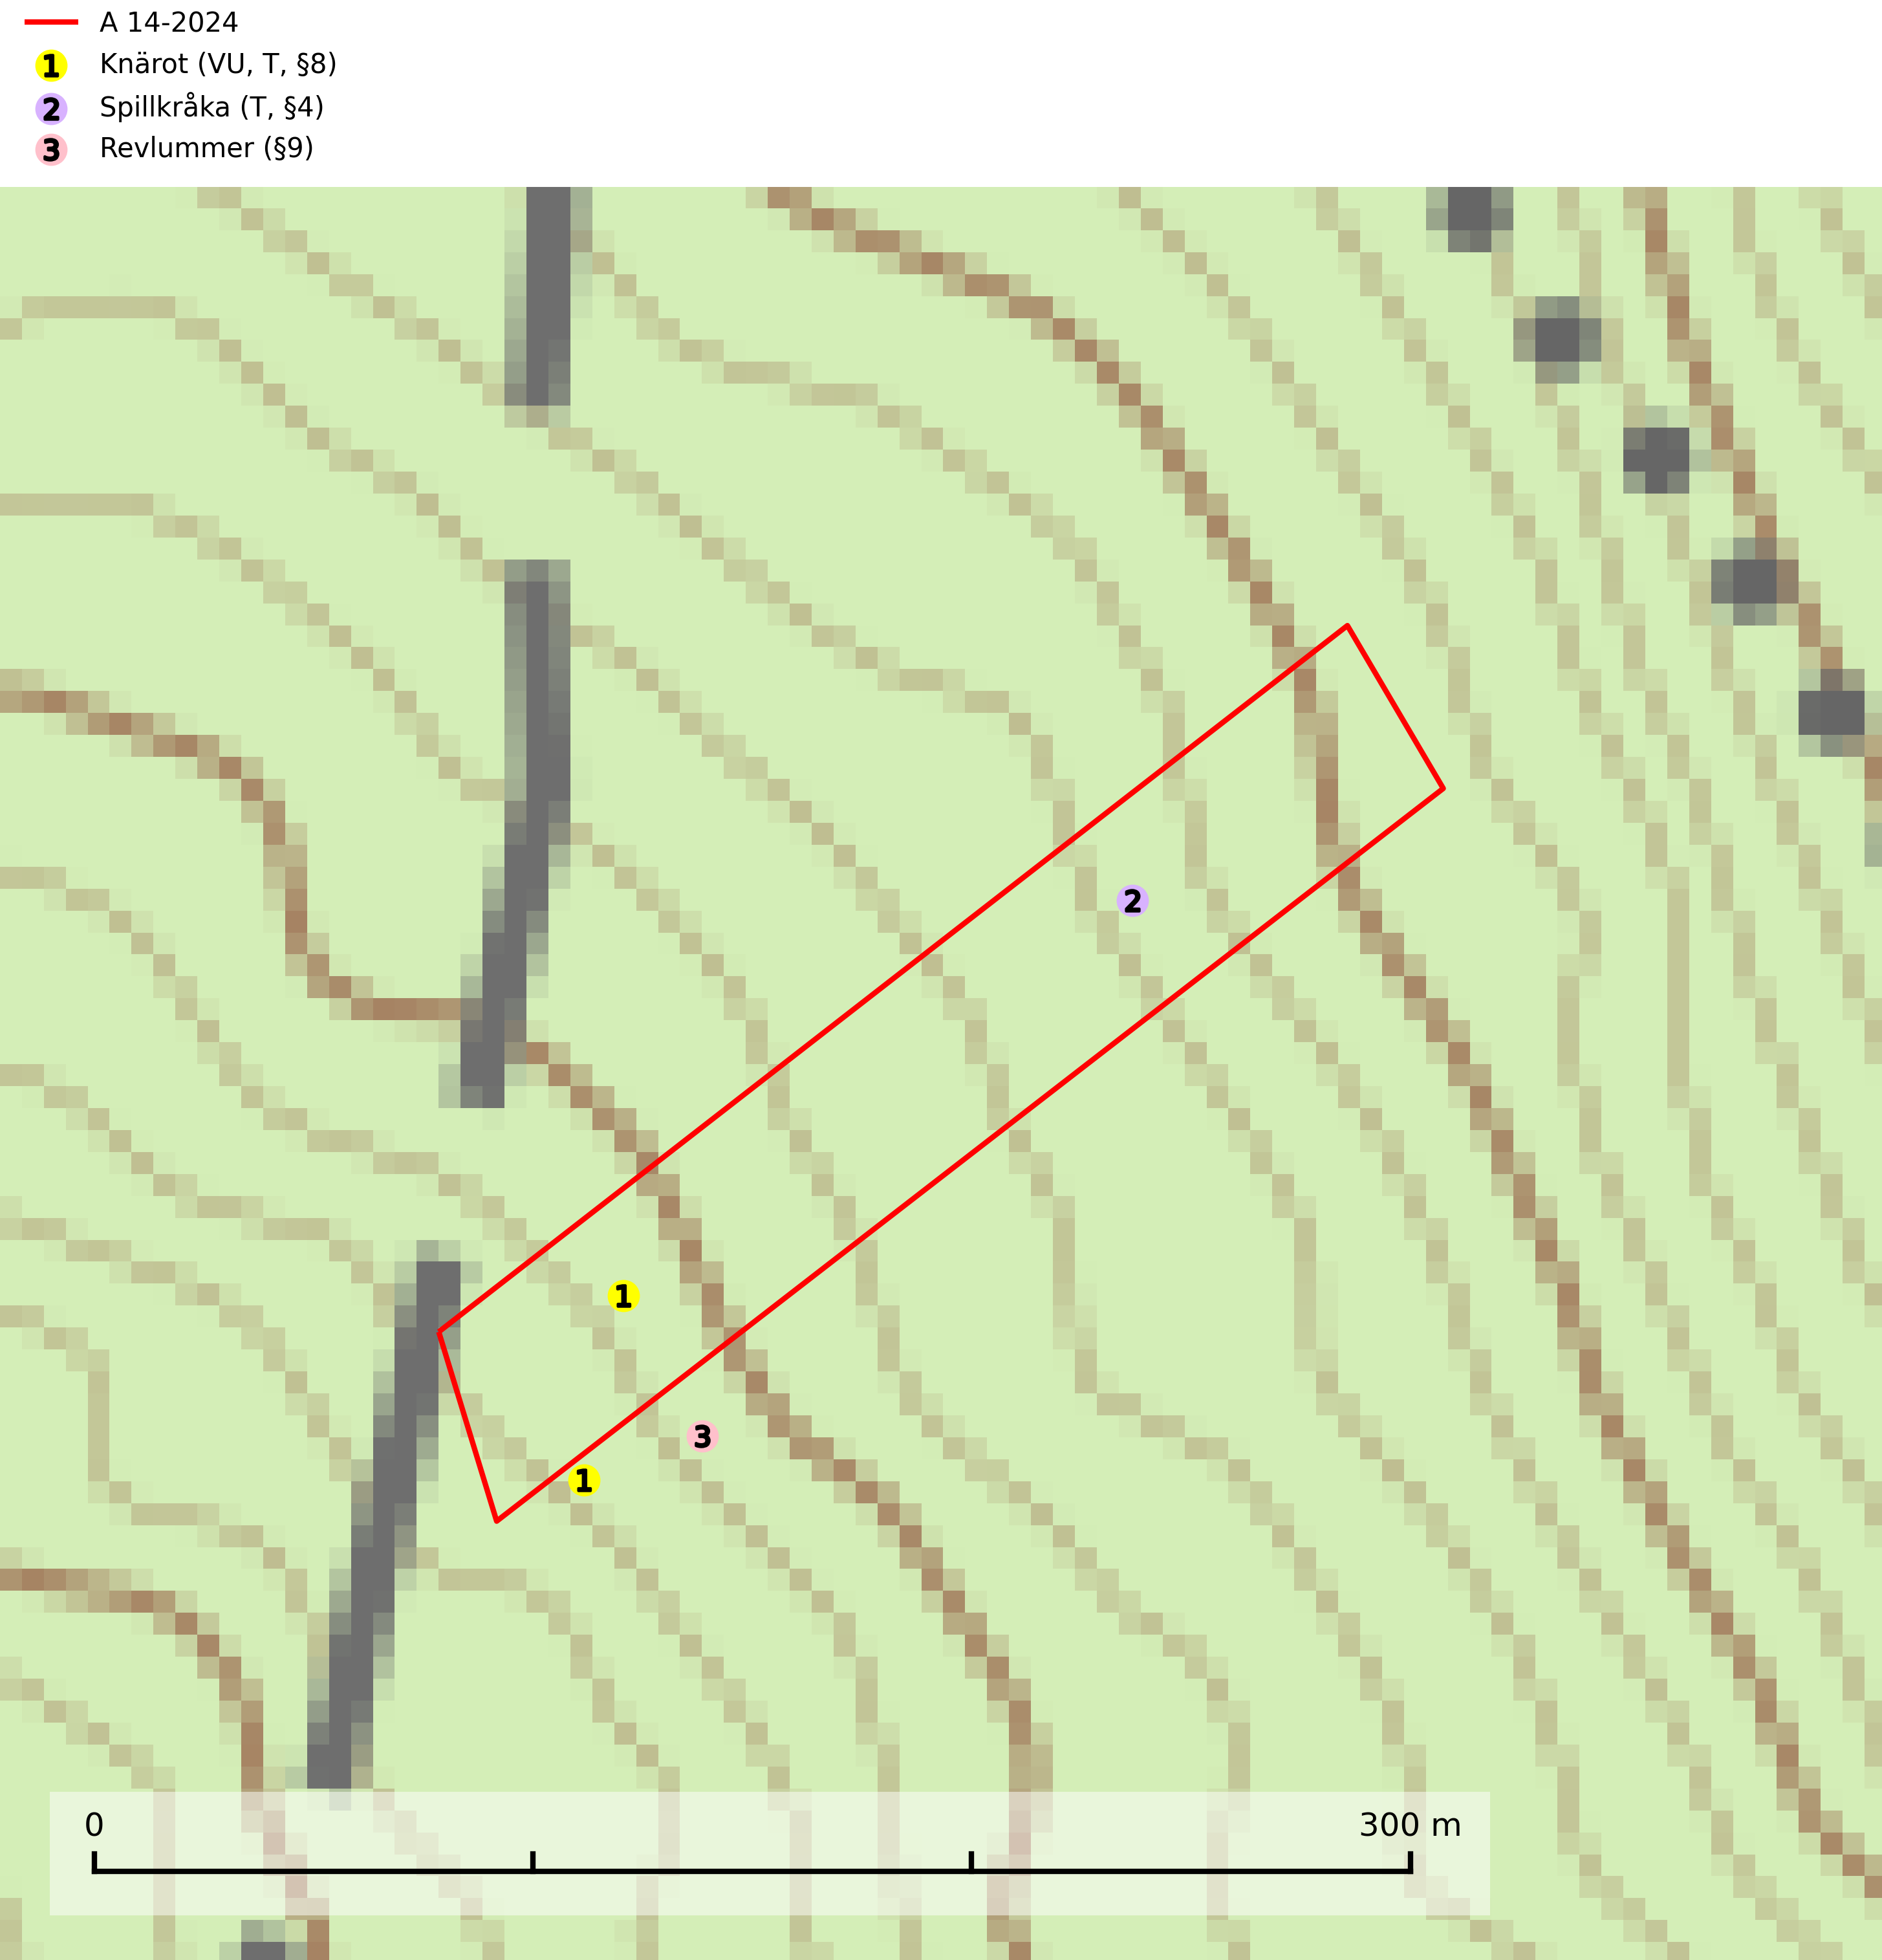 A 14-2024
1 Knärot (VU, T, §8)
2 Spillkråka (T, §4)
3 Revlummer (§9)
2
1
3
1
0 300 m